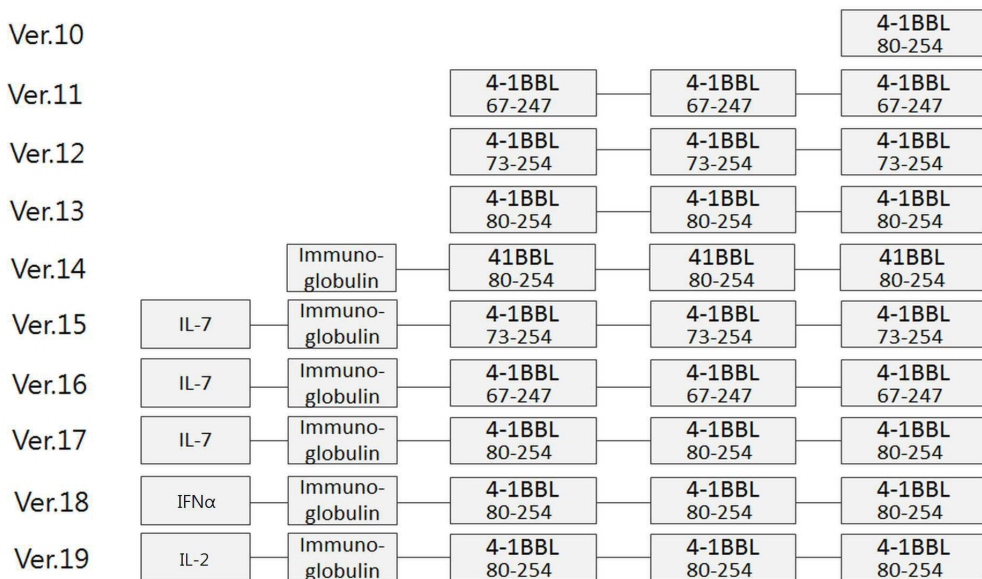 Ver.10
4-1BBL
80-254
Ver.11
4-1BBL
67-247
4-1BBL
67-247
4-1BBL
67-247
Ver.12
4-1BBL
73-254
4-1BBL
73-254
4-1BBL
73-254
Ver.13
4-1BBL
80-254
4-1BBL
80-254
4-1BBL
80-254
Ver.14
Immuno-
globulin
41BBL
80-254
41BBL
80-254
41BBL
80-254
Ver.15
IL-7
Immuno-
globulin
4-1BBL
73-254
4-1BBL
73-254
4-1BBL
73-254
Ver.16
IL-7
Immuno-
globulin
4-1BBL
67-247
4-1BBL
67-247
4-1BBL
67-247
Ver.17
IL-7
Immuno-
globulin
4-1BBL
80-254
4-1BBL
80-254
4-1BBL
80-254
Ver.18
IFNα
Immuno-
globulin
4-1BBL
80-254
4-1BBL
80-254
4-1BBL
80-254
Ver.19
IL-2
Immuno-
globulin
4-1BBL
80-254
4-1BBL
80-254
4-1BBL
80-254